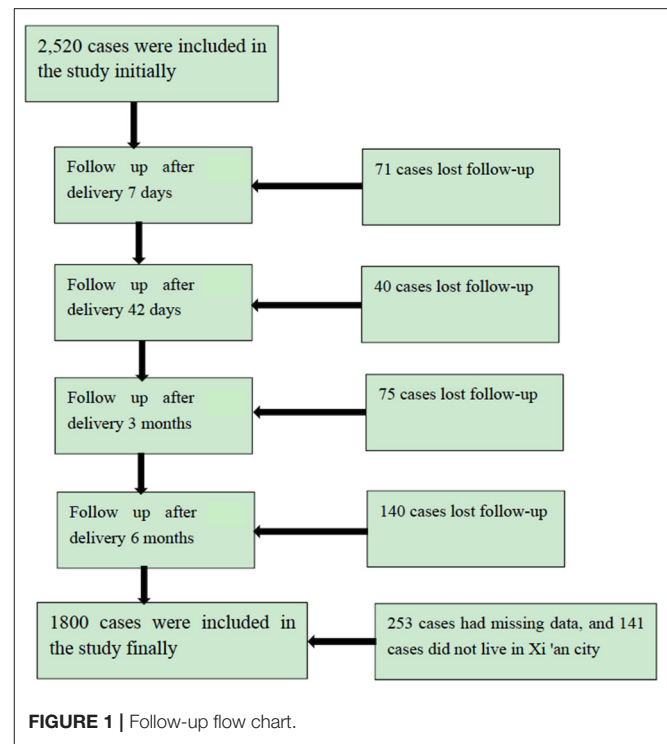 2,520 cases were included in
the study initially
Follow up after
delivery 7 days
71 cases lost follow-up
Follow up after
delivery 42 days
40 cases lost follow-up
Follow up after
delivery 3 months
75 cases lost follow-up
Follow up after
delivery 6 months
140 cases lost follow-up
1800 cases were included in
the study finally
253 cases had missing data, and 141
cases did not live in Xi 'an city
FIGURE 1 | Follow-up flow chart.